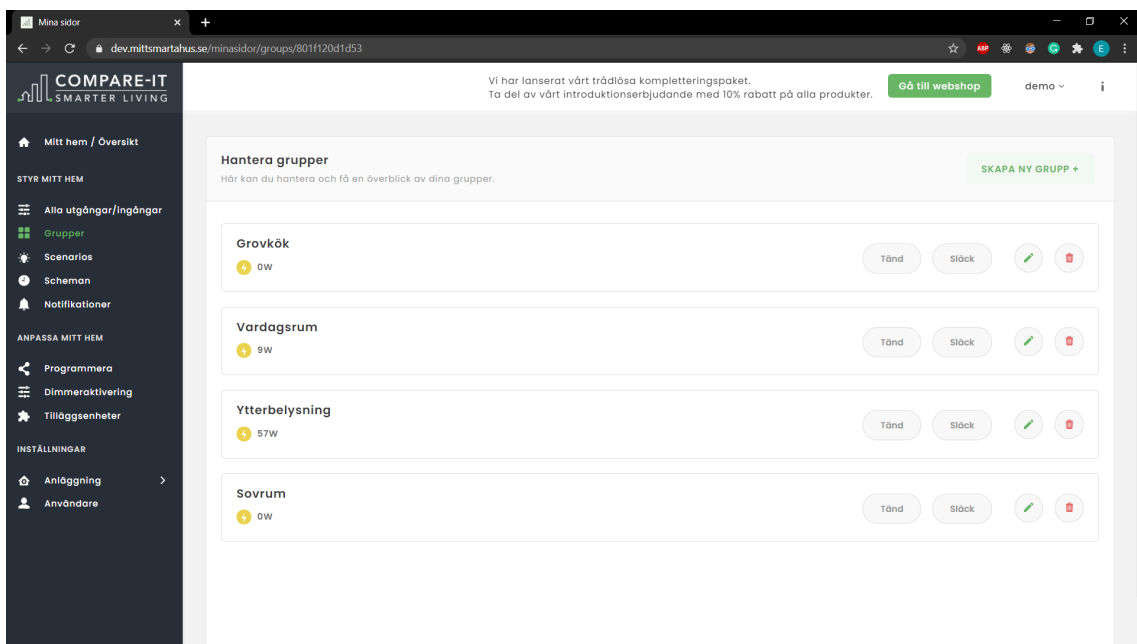 Mina sidor
dev.mittsmartahus.se/minasidor/groups/801f120d1d53
ABP
E
COMPARE-IT
SMARTER LIVING
Vi har lanserat vårt trådlösa kompletteringspaket.
Ta del av vårt introduktionserbjudande med 10% rabatt på alla produkter.
Gå till webshop
demo
i
Mitt hem / Översikt
STYR MITT HEM
Alla utgångar/ingångar
Grupper
Scenarios
Scheman
Notifikationer
ANPASSA MITT HEM
Programmera
Dimmeraktivering
Tilläggsenheter
INSTÄLLNINGAR
Anläggning
Användare
Hantera grupper
Här kan du hantera och få en överblick av dina grupper.
SKAPA NY GRUPP +
Grovkök
0W
Tänd
Släck
Vardagsrum
9W
Tänd
Släck
Ytterbelysning
57W
Tänd
Släck
Sovrum
0W
Tänd
Släck